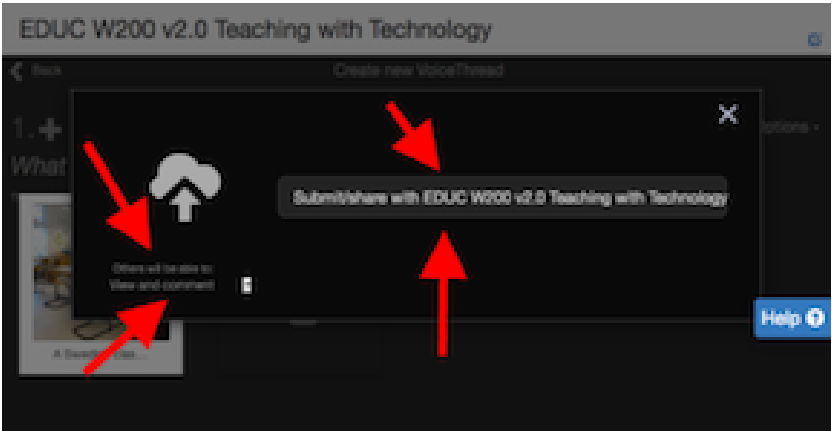 EDUC W200 v2.0 Teaching with Technology
Back
Create new VoiceThread
1.
What
Submit/share with EDUC W200 v2.0 Teaching with Technology
Others will be able to:
View and comment
Help